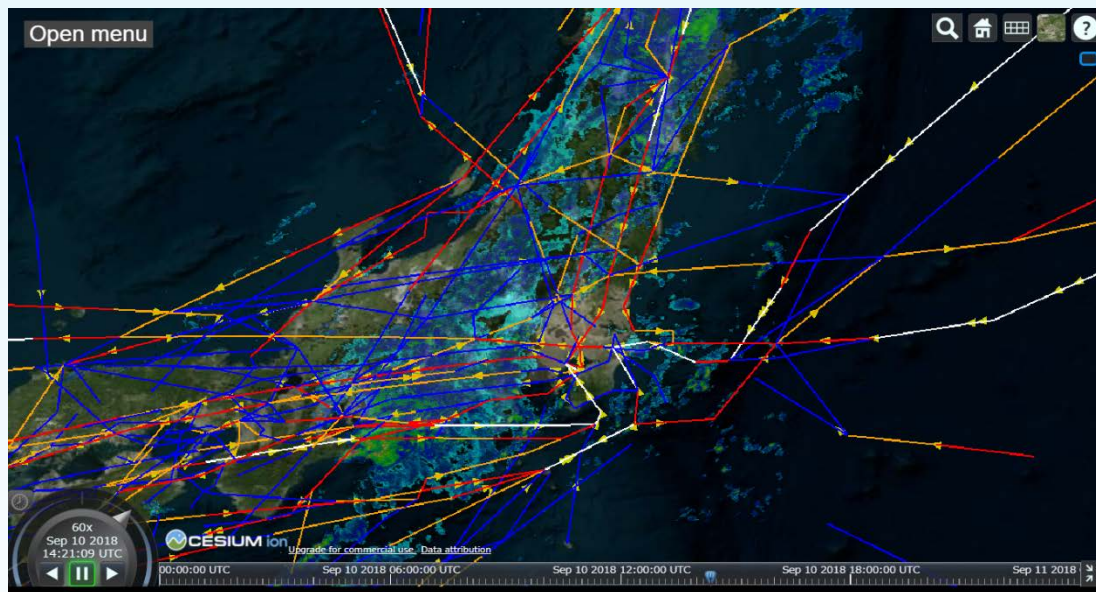 Open menu
?
60x
Sep 10 2018
14:21:09 UTC
CESIUM ion
Upgrade for commercial use. Data attribution
00:00:00 UTC
Sep 10 2018 06:00:00 UTC
Sep 10 2018 12:00:00 UTC
Sep 10 2018 18:00:00 UTC
Sep 11 2018